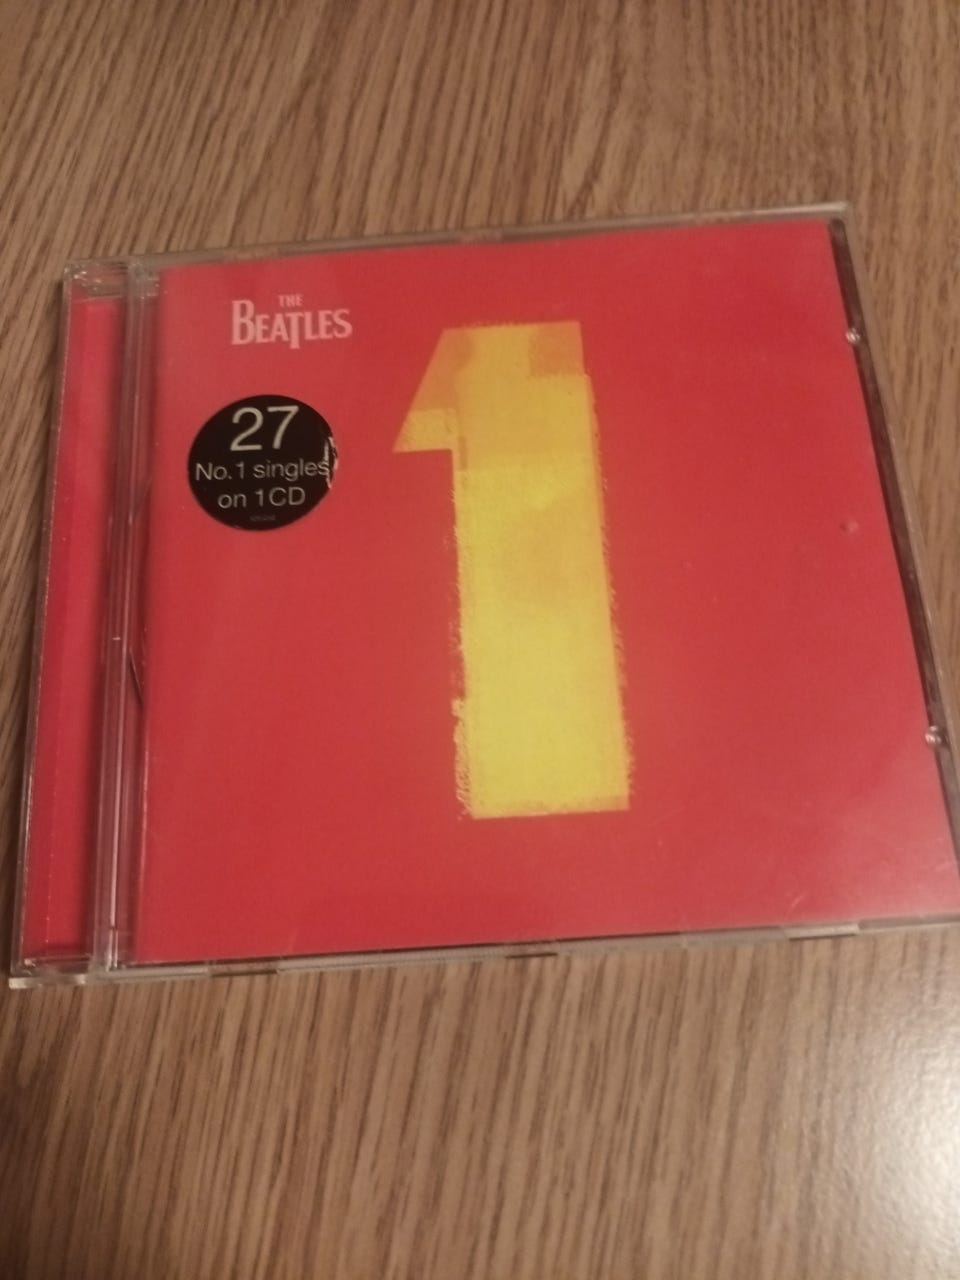 THE
BEATLES
1
27
No.1 singles
on 1CD